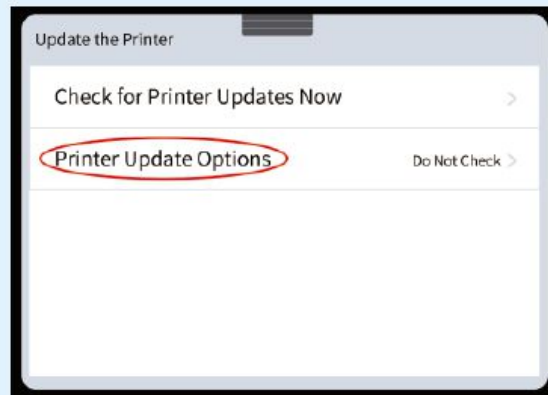 Update the Printer
Check for Printer Updates Now
Printer Update Options Do Not Check